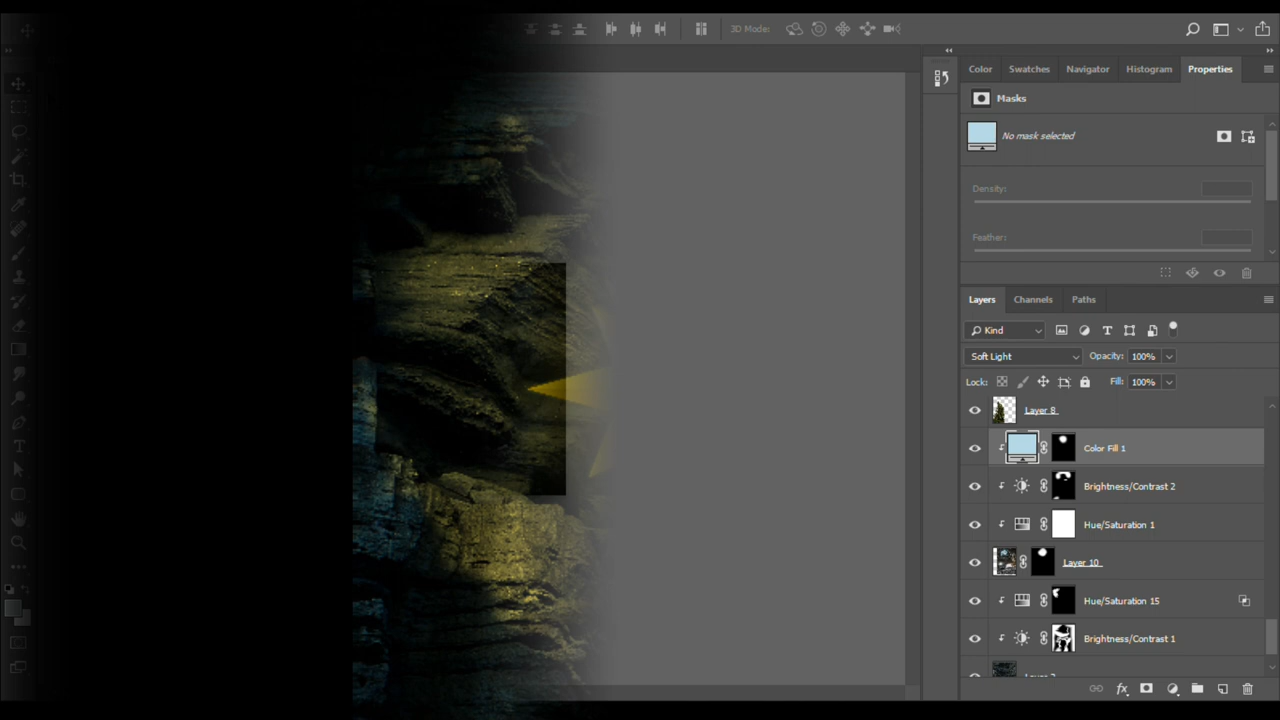 3D Mode:
Color Swatches Navigator Histogram Properties
Masks
No mask selected
Density:
Feather:
Layers Channels Paths
Kind
Soft Light Opacity: 100%
Lock: Fill: 100%
Layer 8
Color Fill 1
Brightness/Contrast 2
Hue/Saturation 1
Layer 10
Hue/Saturation 15
Brightness/Contrast 1